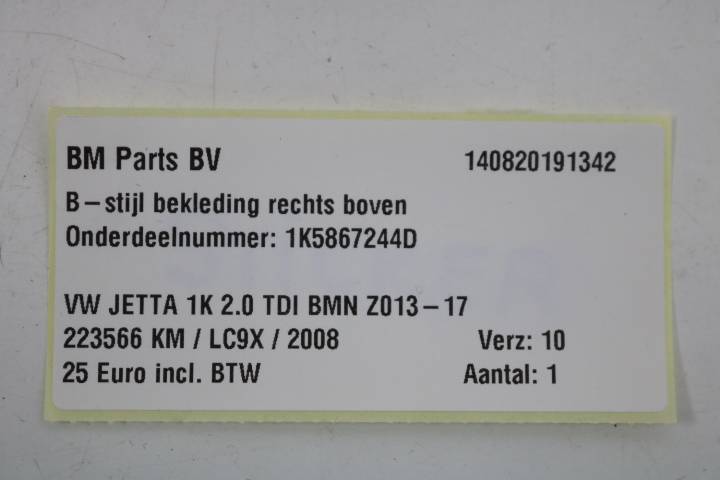 BM Parts BV 140820191342
B-stijl bekleding rechts boven
Onderdeelnummer: 1K5867244D
VW JETTA 1K 2.0 TDI BMN Z013-17
223566 KM / LC9X / 2008 Verz: 10
25 Euro incl. BTW Aantal: 1